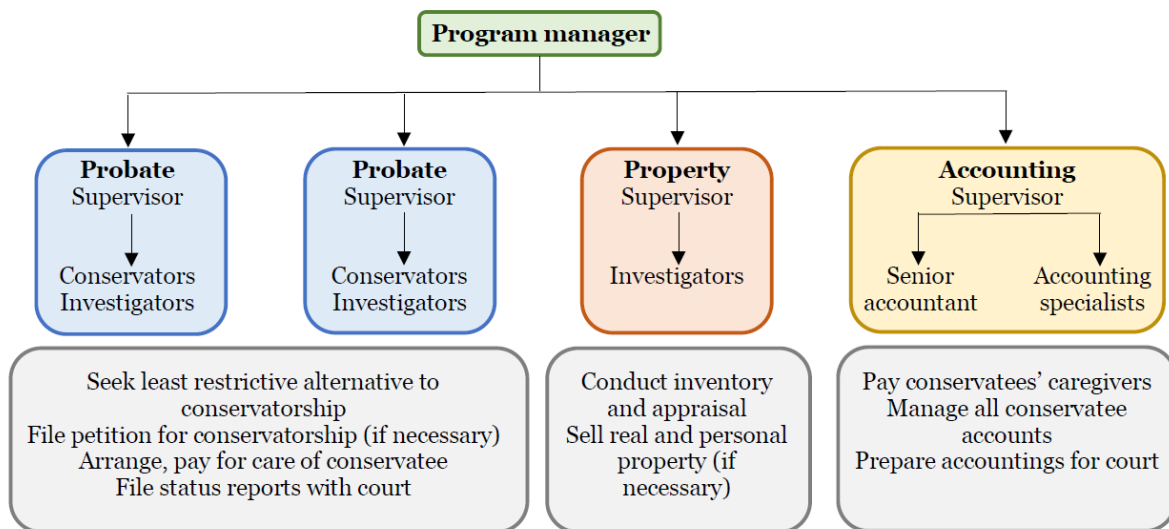 Program manager
Probate
Supervisor
Conservators
Investigators
Probate
Supervisor
Conservators
Investigators
Property
Supervisor
Investigators
Accounting
Supervisor
Senior
accountant
Accounting
specialists
Seek least restrictive alternative to
conservatorship
File petition for conservatorship (if necessary)
Arrange, pay for care of conservatee
File status reports with court
Conduct inventory
and appraisal
Sell real and personal
property (if
necessary)
Pay conservatees’ caregivers
Manage all conservatee
accounts
Prepare accountings for court